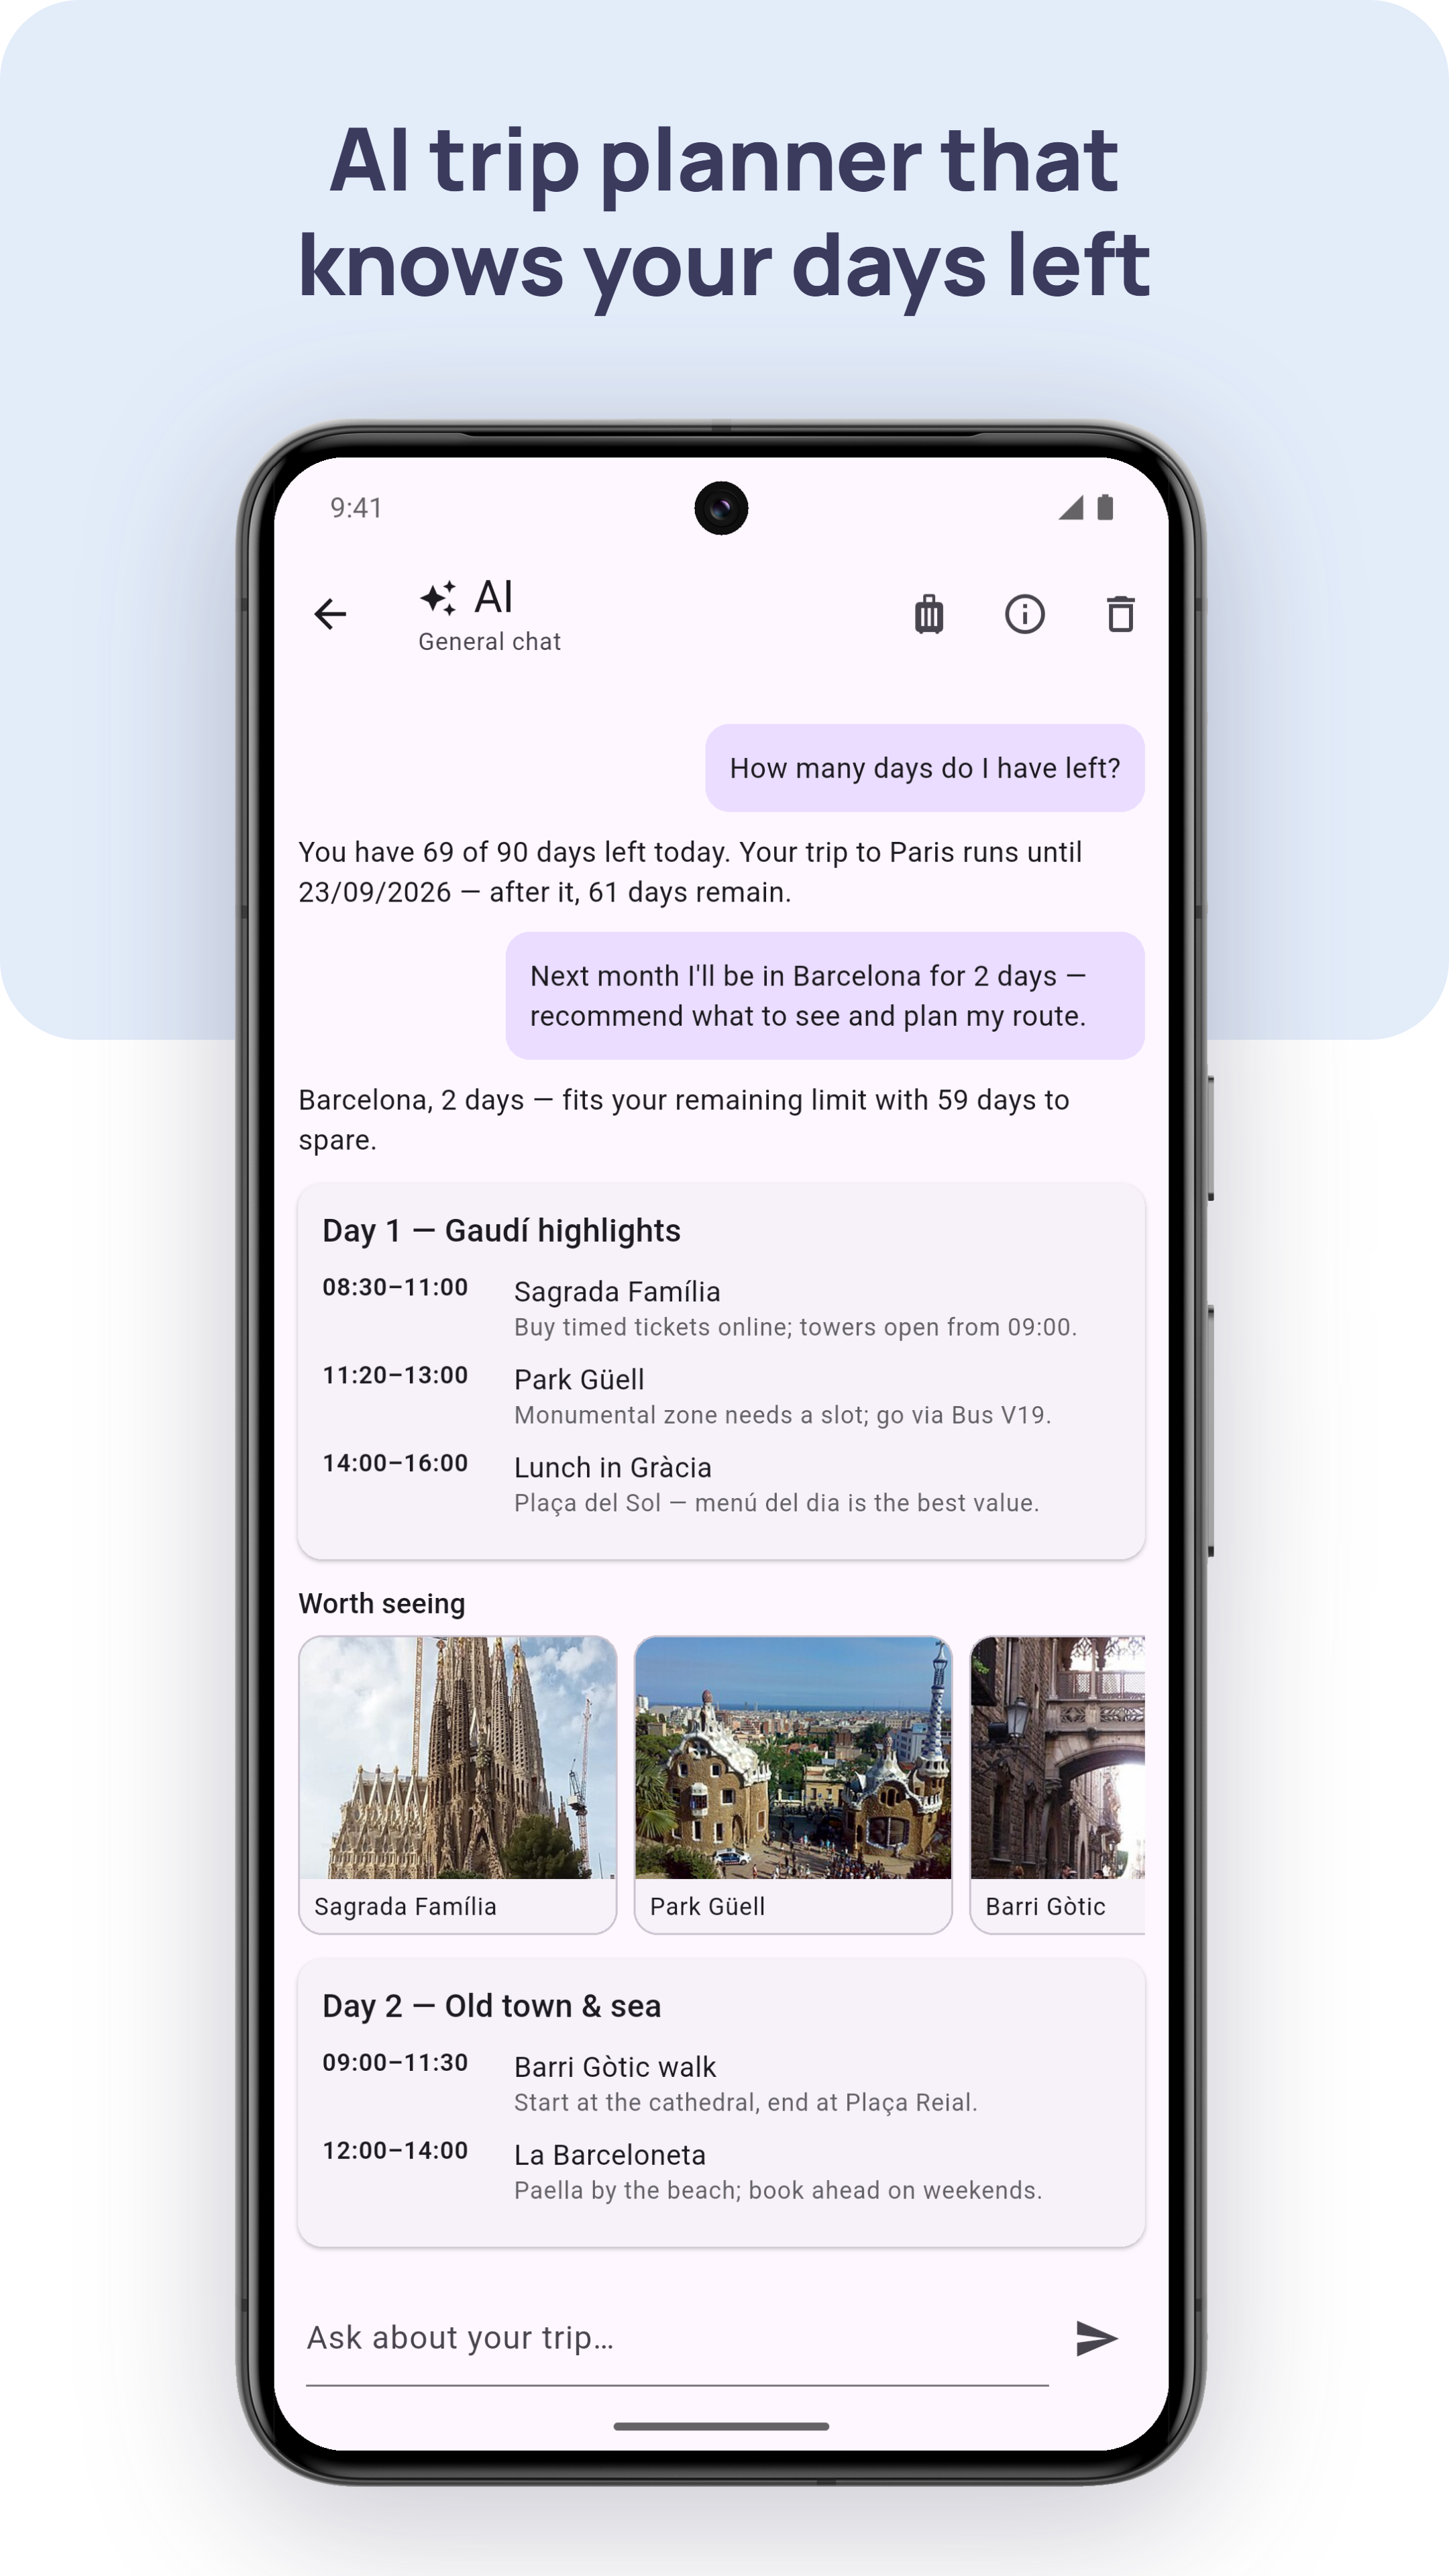 AI trip planner that
knows your days left
9:41
AI
General chat
How many days do I have left?
You have 69 of 90 days left today. Your trip to Paris runs until
23/09/2026 — after it, 61 days remain.
Next month I'll be in Barcelona for 2 days —
recommend what to see and plan my route.
Barcelona, 2 days — fits your remaining limit with 59 days to
spare.
Day 1 — Gaudí highlights
08:30–11:00 Sagrada Família
Buy timed tickets online; towers open from 09:00.
11:20–13:00 Park Güell
Monumental zone needs a slot; go via Bus V19.
14:00–16:00 Lunch in Gràcia
Plaça del Sol — menú del dia is the best value.
Worth seeing
Sagrada Família Park Güell Barri Gòtic
Day 2 — Old town & sea
09:00–11:30 Barri Gòtic walk
Start at the cathedral, end at Plaça Reial.
12:00–14:00 La Barceloneta
Paella by the beach; book ahead on weekends.
Ask about your trip…